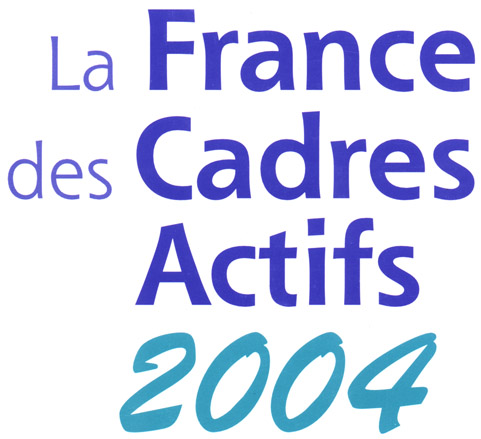 La France
des Cadres
Actifs
2004